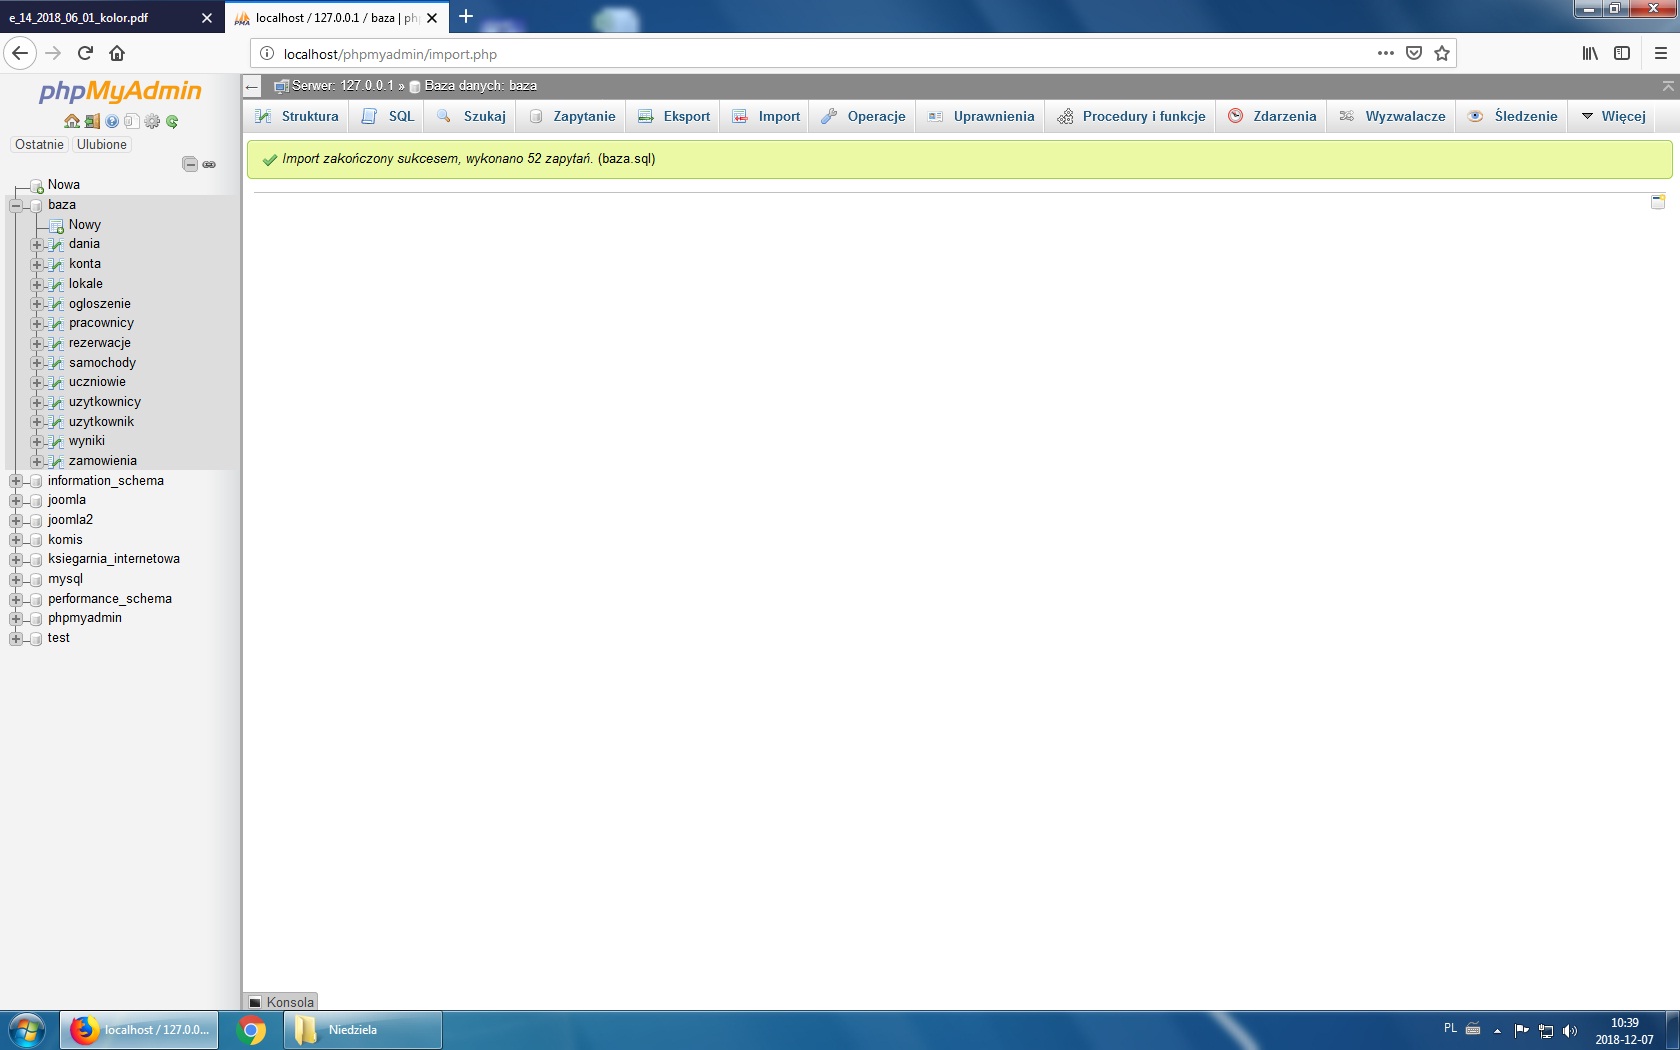 e_14_2018_06_01_kolor.pdf
localhost / 127.0.0.1 / baza | ph
localhost/phpmyadmin/import.php
phpMyAdmin
Ostatnie Ulubione
Nowa
baza
Nowy
dania
konta
lokale
ogloszenie
pracownicy
rezerwacje
samochody
uczniowie
uzytkownicy
uzytkownik
wyniki
zamowienia
information_schema
joomla
joomla2
komis
ksiegarnia_internetowa
mysql
performance_schema
phpmyadmin
test
Serwer: 127.0.0.1 » Baza danych: baza
Struktura SQL Szukaj Zapytanie Eksport Import Operacje Uprawnienia Procedury i funkcje Zdarzenia Wyzwalacze Śledzenie Więcej
Import zakończony sukcesem, wykonano 52 zapytań. (baza.sql)
Konsola
localhost / 127.0.0...
Niedziela
PL
10:39
2018-12-07